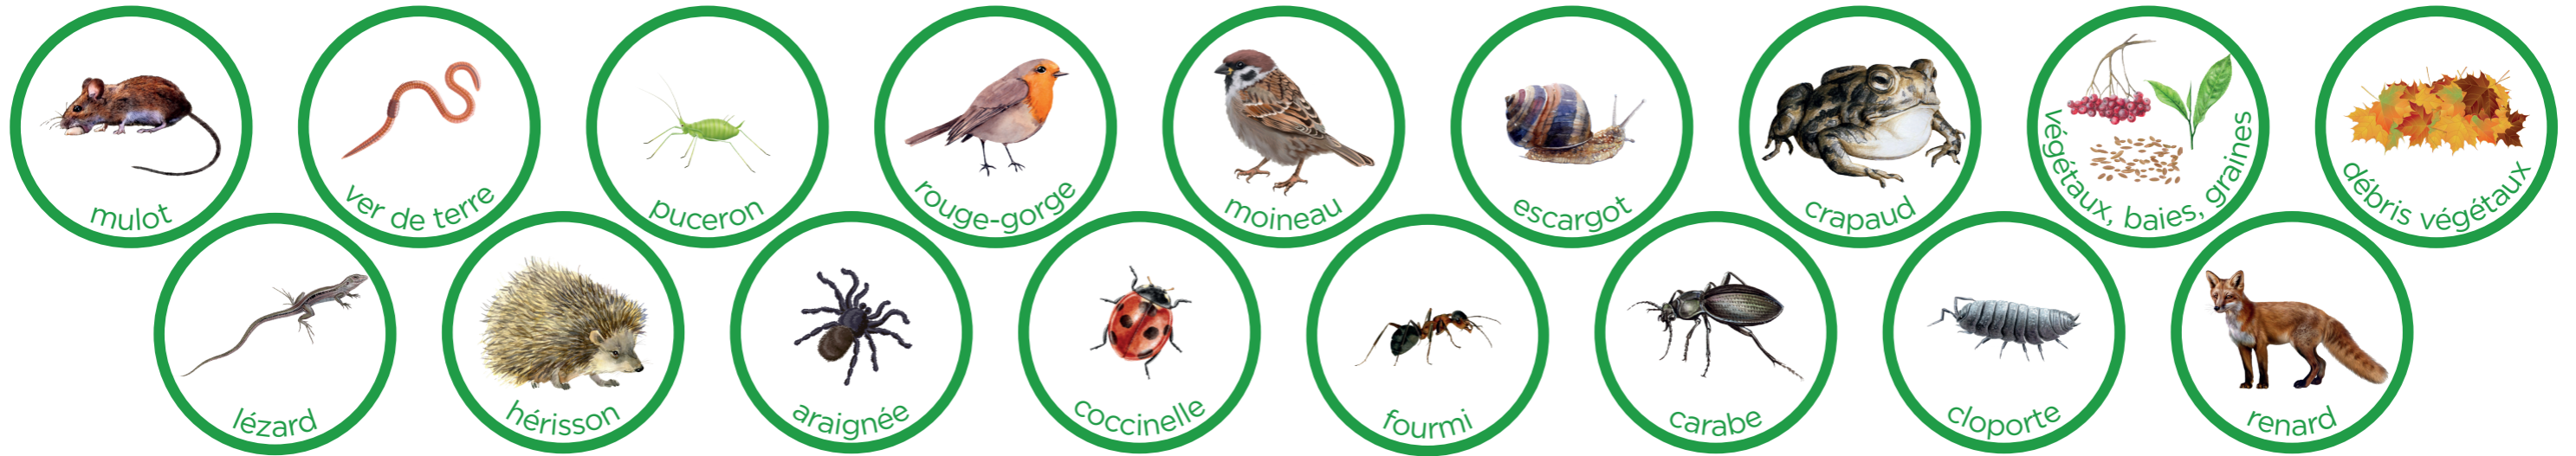 mulot
ver de terre
puceron
rouge-gorge
moineau
escargot
crapaud
végétaux, baies, graines
débris végétaux
lézard
hérisson
araignée
coccinelle
fourmi
carabe
cloporte
renard